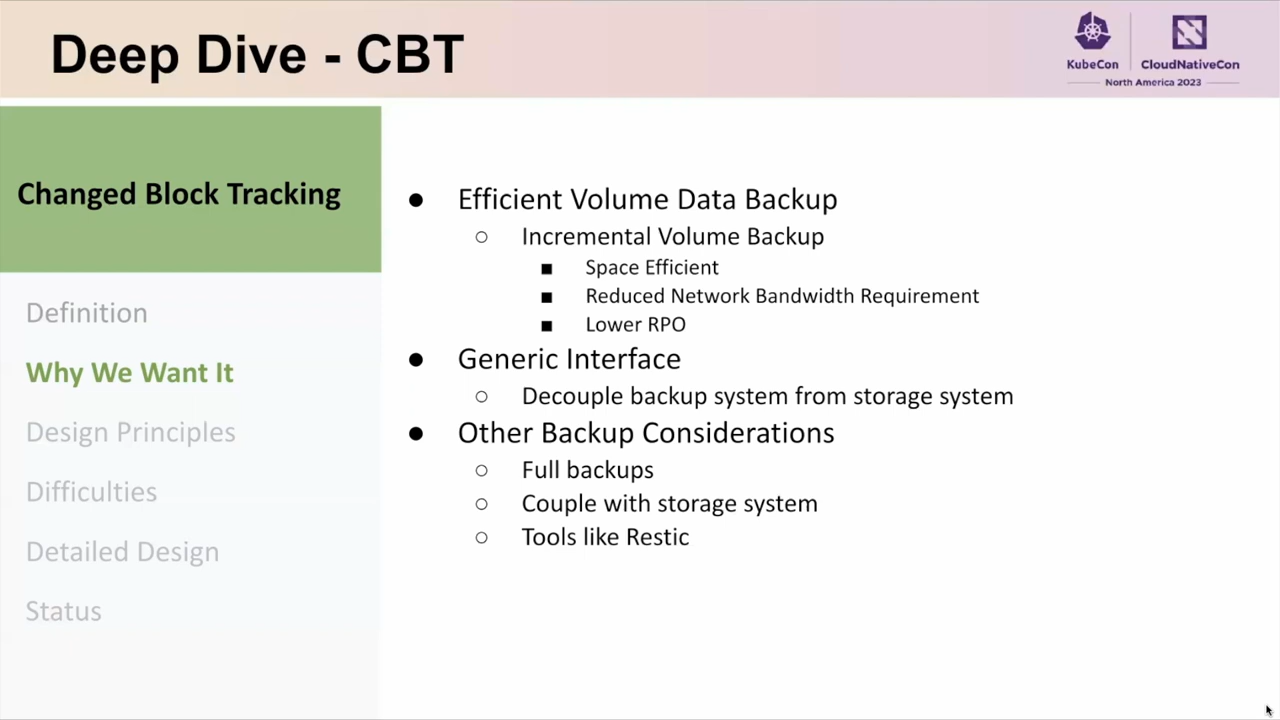 Deep Dive - CBT
KubeCon
CloudNativeCon
North America 2023
Changed Block Tracking
Definition
Why We Want It
Design Principles
Difficulties
Detailed Design
Status
● Efficient Volume Data Backup
○ Incremental Volume Backup
■ Space Efficient
■ Reduced Network Bandwidth Requirement
■ Lower RPO
● Generic Interface
○ Decouple backup system from storage system
● Other Backup Considerations
○ Full backups
○ Couple with storage system
○ Tools like Restic